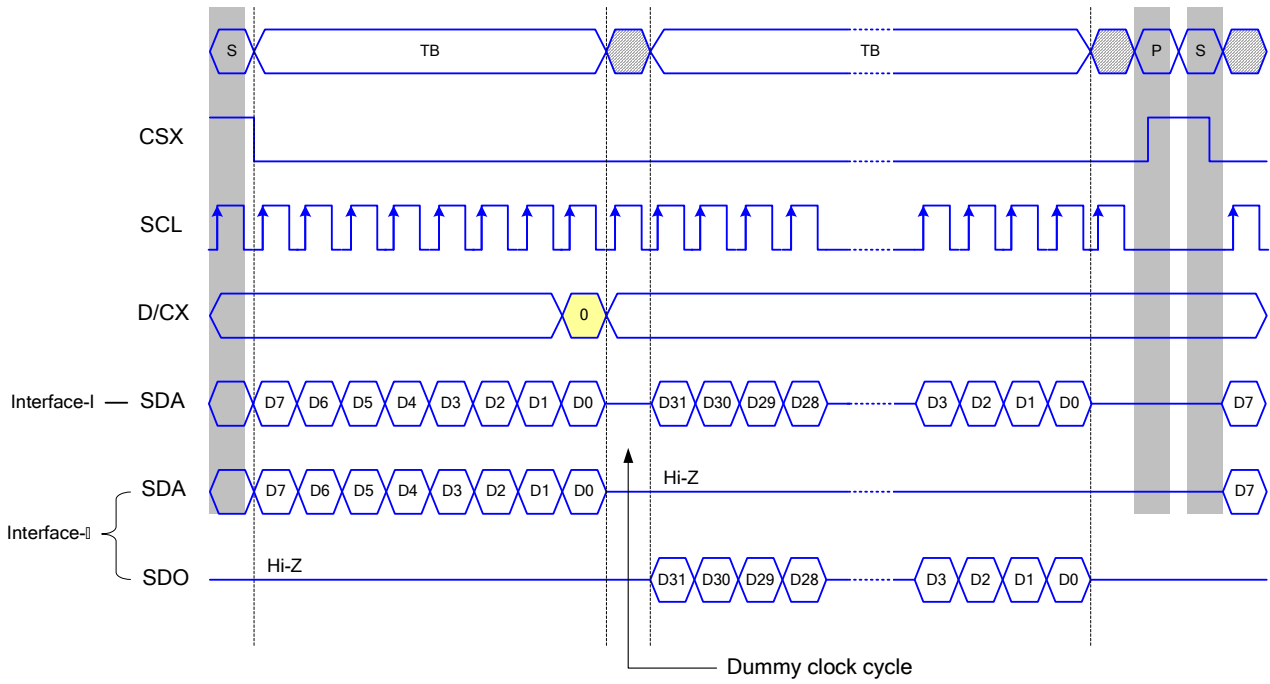 S TB TB P S
CSX
SCL
D/CX 0
Interface-I SDA D7 D6 D5 D4 D3 D2 D1 D0 D31 D30 D29 D28 D3 D2 D1 D0 D7
SDA D7 D6 D5 D4 D3 D2 D1 D0 Hi-Z D7
Interface-
SDO Hi-Z D31 D30 D29 D28 D3 D2 D1 D0
Dummy clock cycle